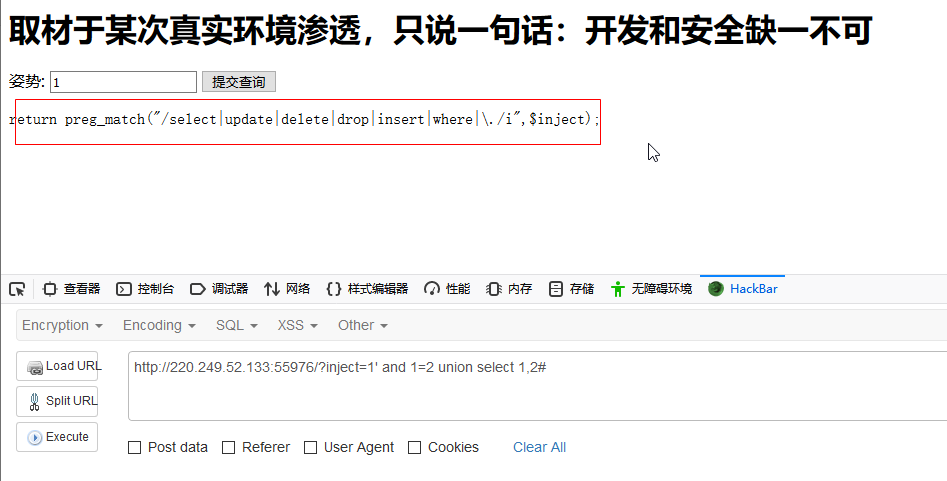 取材于某次真实环境渗透，只说一句话：开发和安全缺一不可
姿势: 1 提交查询
return preg_match("/select|update|delete|drop|insert|where|\./i",$inject);
查看器 控制台 调试器 网络 {} 样式编辑器 性能 内存 存储 无障碍环境 HackBar
Encryption Encoding SQL XSS Other
Load URL http://220.249.52.133:55976/?inject=1' and 1=2 union select 1,2#
Split URL
Execute
Post data Referer User Agent Cookies Clear All